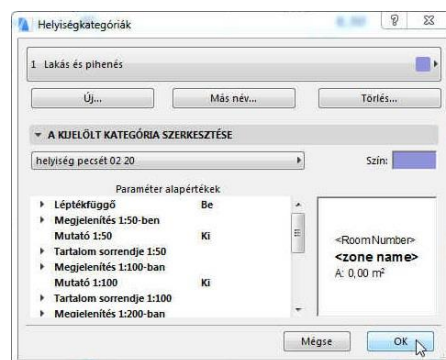 Helyiségkategóriák
1 Lakás és pihenés
Új... Más név... Törlés...
A KIJELÖLT KATEGÓRIA SZERKESZTÉSE
helyiség pecsét 02 20 Szín:
Paraméter alapértékek
Léptékfüggő Be
Megjelenítés 1:50-ben
Mutató 1:50 Ki
Tartalom sorrendje 1:50
Megjelenítés 1:100-ban
Mutató 1:100 Ki
Tartalom sorrendje 1:100
Megjelenítés 1:200-ban
<RoomNumber>
<zone name>
A: 0,00 m²
Mégse OK